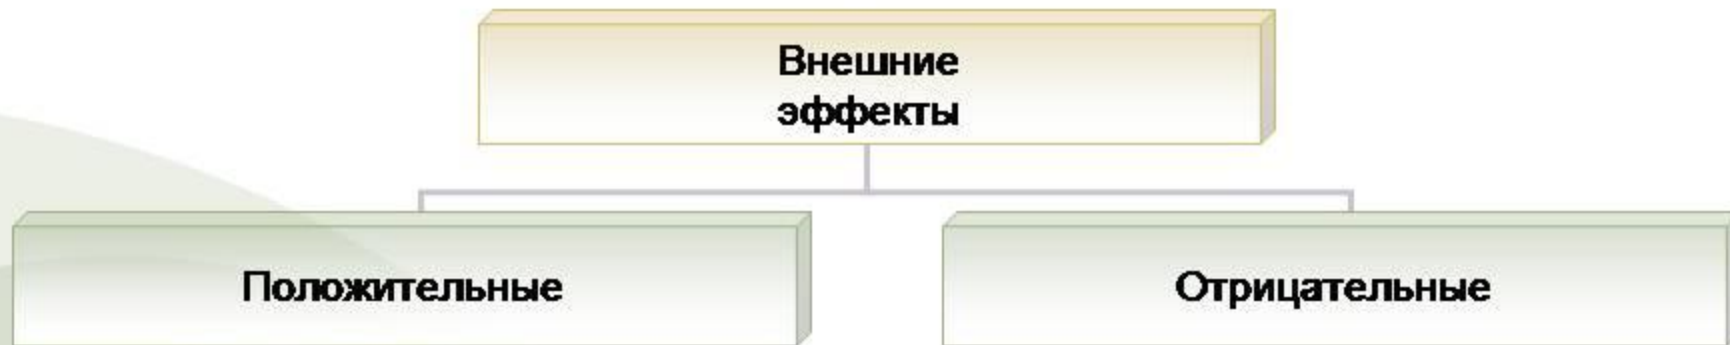 Внешние
эффекты
Положительные
Отрицательные